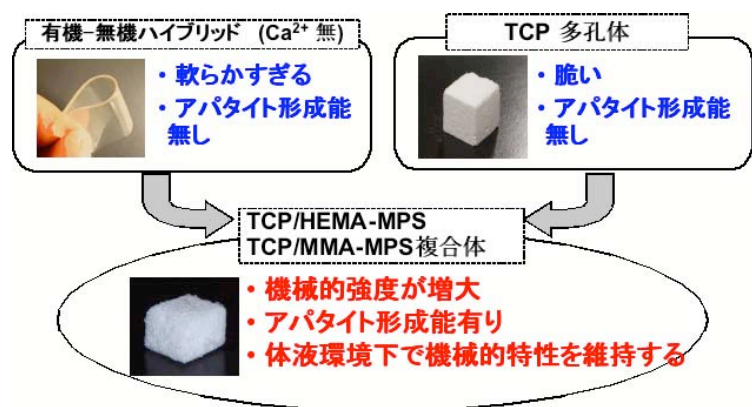 有機−無機ハイブリッド (Ca²⁺ 無)
・軟らかすぎる
・アパタイト形成能
無し
TCP 多孔体
・脆い
・アパタイト形成能
無し
TCP/HEMA-MPS
TCP/MMA-MPS複合体
・機械的強度が増大
・アパタイト形成能有り
・体液環境下で機械的特性を維持する